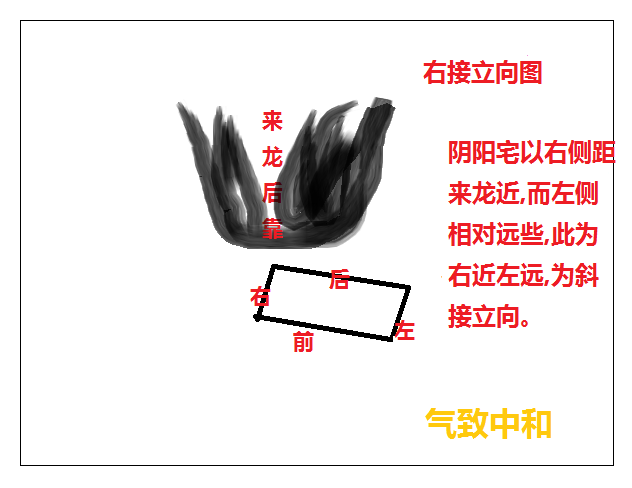 右接立向图
来龙后靠
阴阳宅以右侧距
来龙近,而左侧
相对远些,此为
右近左远,为斜
接立向。
后
右
左
前
气致中和